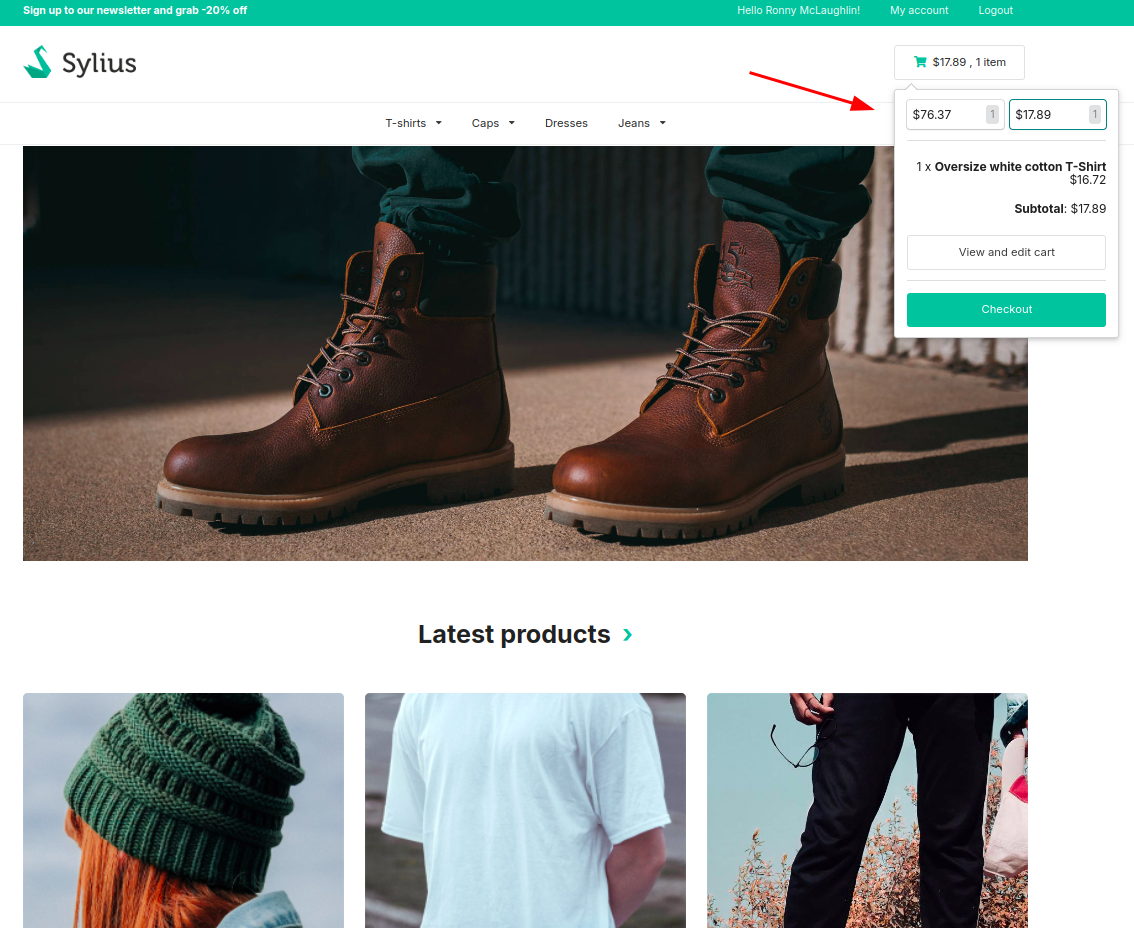 Sign up to our newsletter and grab -20% off
Hello Ronny McLaughlin!
My account
Logout
Sylius
$17.89 , 1 item
T-shirts
Caps
Dresses
Jeans
$76.37 1
$17.89 1
1 x Oversize white cotton T-Shirt
$16.72
Subtotal: $17.89
View and edit cart
Checkout
Latest products